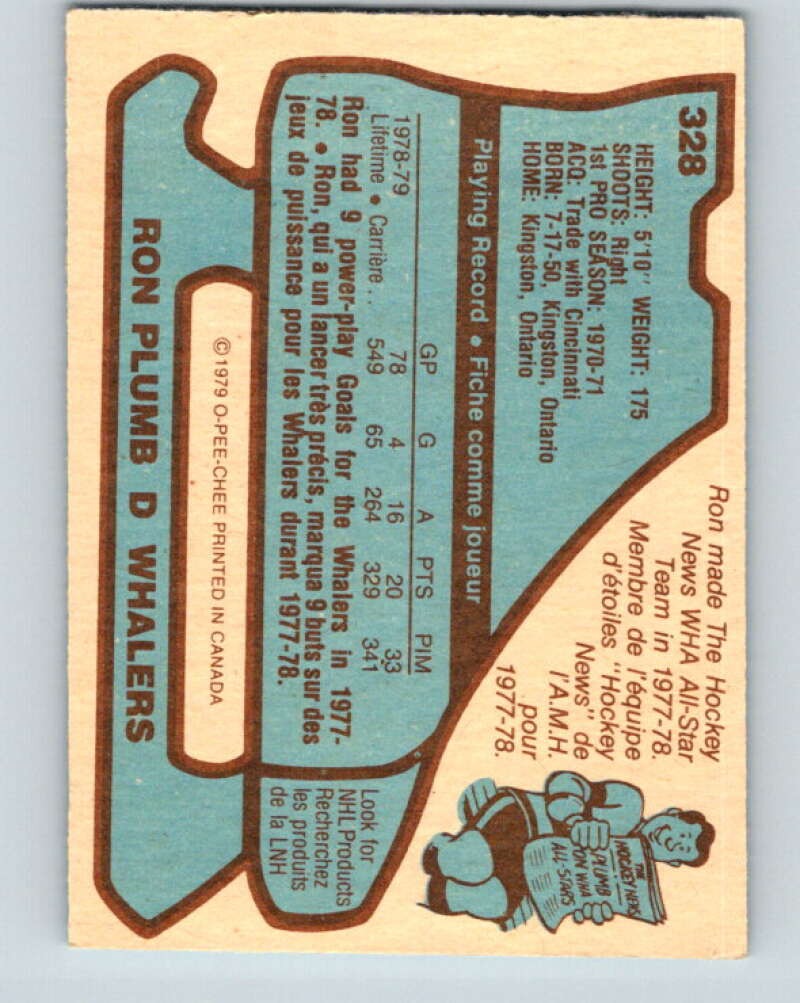 328
HEIGHT: 5'10" WEIGHT: 175
SHOOTS: Right
1st PRO SEASON: 1970-71
ACQ: Trade with Cincinnati
BORN: 7-17-50, Kingston, Ontario
HOME: Kingston, Ontario
Ron made The Hockey
News WHA All-Star
Team in 1977-78.
Membre de l'équipe
d'étoiles "Hockey
News" de
l'A.M.H.
pour
1977-78.
THE
HOCKEY NEWS
PLUMB
ON WHA
ALL-STARS
Playing Record • Fiche comme joueur
GP G A PTS PIM
1978-79 78 4 16 20 33
Lifetime • Carrière .. 549 65 264 329 341
Ron had 9 power-play Goals for the Whalers in 1977-
78. • Ron, qui a un lancer très précis, marqua 9 buts sur des
jeux de puissance pour les Whalers durant 1977-78.
Look for
NHL Products
Recherchez
les produits
de la LNH
©1979 O-PEE-CHEE PRINTED IN CANADA
RON PLUMB D WHALERS